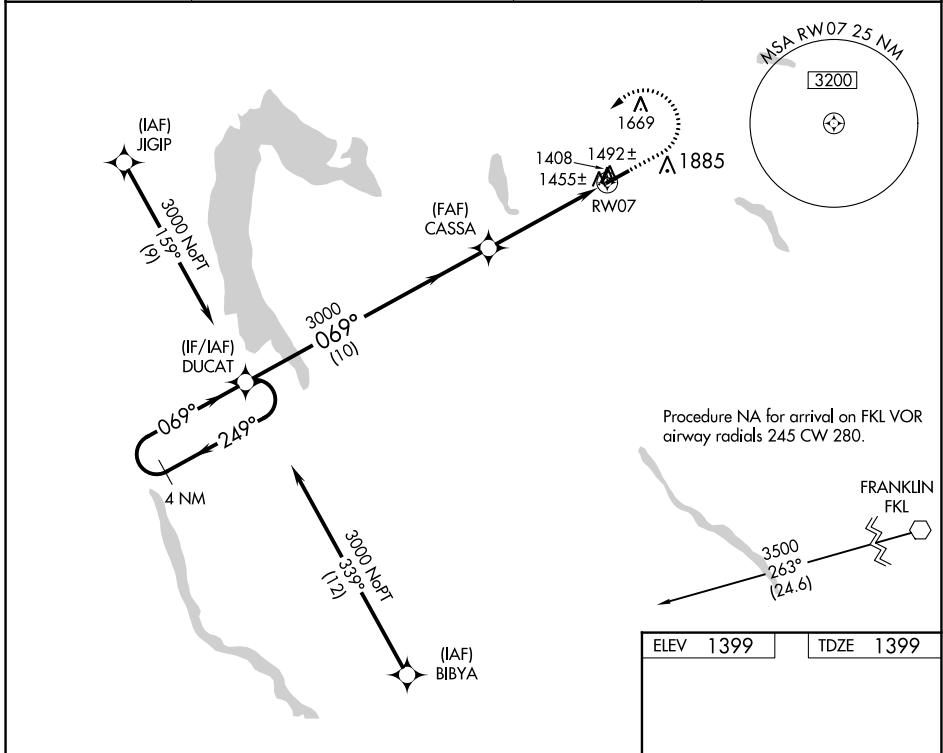 MSA RW07 25 NM
3200
(IAF)
JIGIP
3000 NoPT
159°
(9)
1669
1408
1492±
1455±
1885
RW07
(FAF)
CASSA
3000
069°
(10)
(IF/IAF)
DUCAT
069°
249°
4 NM
Procedure NA for arrival on FKL VOR
airway radials 245 CW 280.
FRANKLIN
FKL
3500
263°
(24.6)
3000 NoPT
339°
(12)
(IAF)
BIBYA
ELEV 1399
TDZE 1399